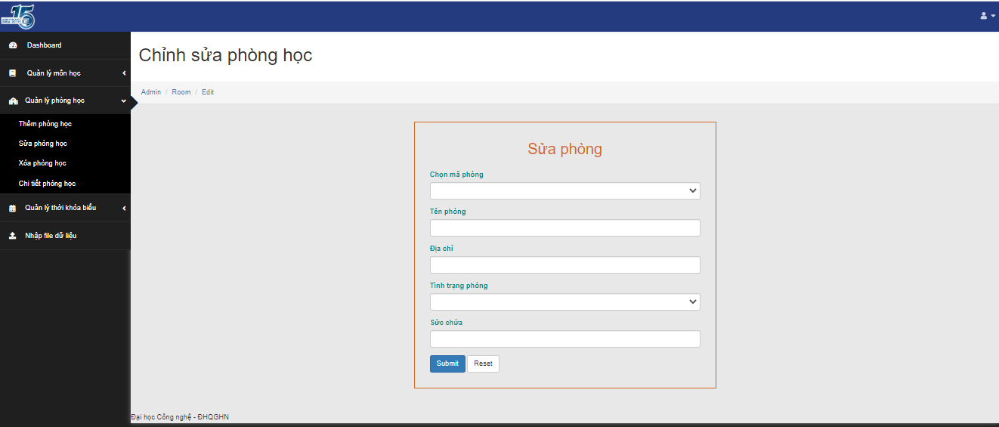 15
Chỉnh sửa phòng học
Dashboard
Admin / Room / Edit
Quản lý môn học
Quản lý phòng học
Thêm phòng học
Sửa phòng học
Xóa phòng học
Chi tiết phòng học
Quản lý thời khóa biểu
Nhập file dữ liệu
Sửa phòng
Chọn mã phòng
Tên phòng
Địa chỉ
Tình trạng phòng
Sức chứa
Submit Reset
Đại học Công nghệ - ĐHQGHN